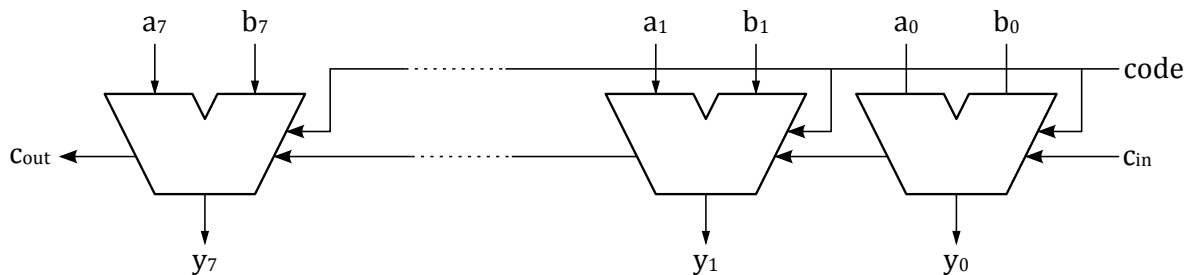 a₇ b₇ a₁ b₁ a₀ b₀
code
cout cin
y₇ y₁ y₀